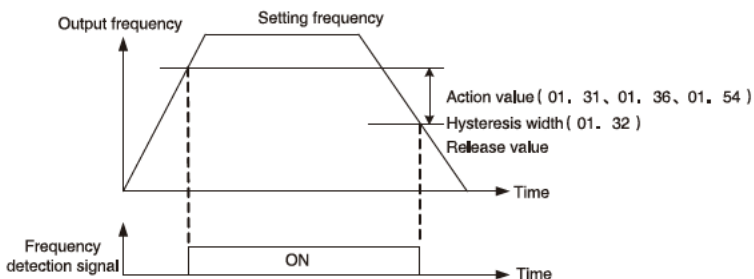 Output frequency
Setting frequency
Action value ( 01. 31、01. 36、01. 54 )
Hysteresis width ( 01. 32 )
Release value
Time
Frequency
detection signal
ON
Time